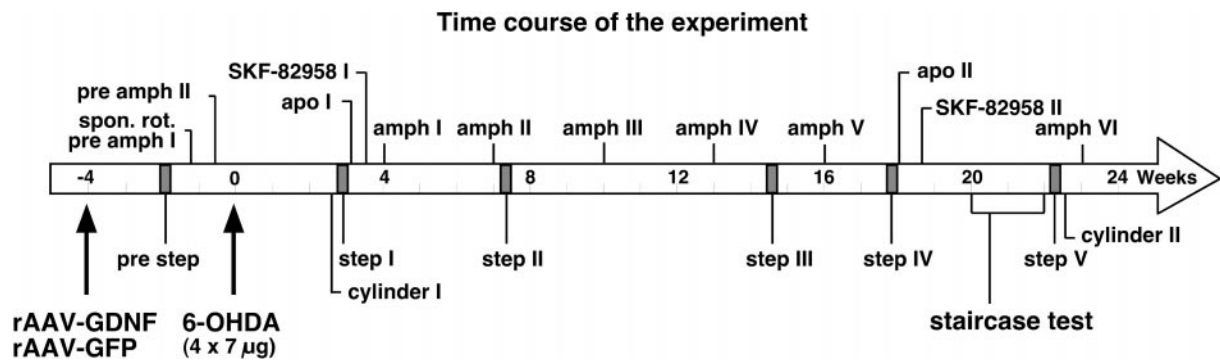 Time course of the experiment
SKF-82958 I
apo II
pre amph II
apo I
SKF-82958 II
spon. rot.
pre amph I
amph I
amph II
amph III
amph IV
amph V
amph VI
-4 0 4 8 12 16 20 24 Weeks
pre step
step I
step II
step III
step IV
step V
cylinder II
cylinder I
rAAV-GDNF
rAAV-GFP
6-OHDA
(4 x 7 µg)
staircase test